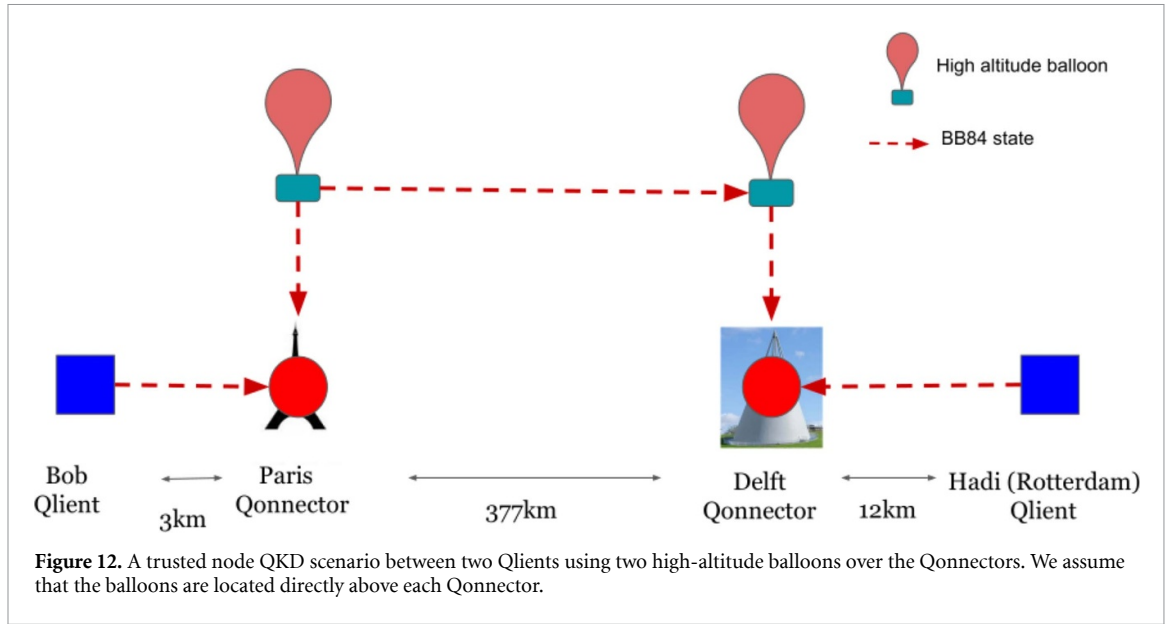 High altitude balloon
BB84 state
Bob
Qlient
3km
Paris
Qonnector
377km
Delft
Qonnector
12km
Hadi (Rotterdam)
Qlient
Figure 12. A trusted node QKD scenario between two Qlients using two high-altitude balloons over the Qonnectors. We assume
that the balloons are located directly above each Qonnector.